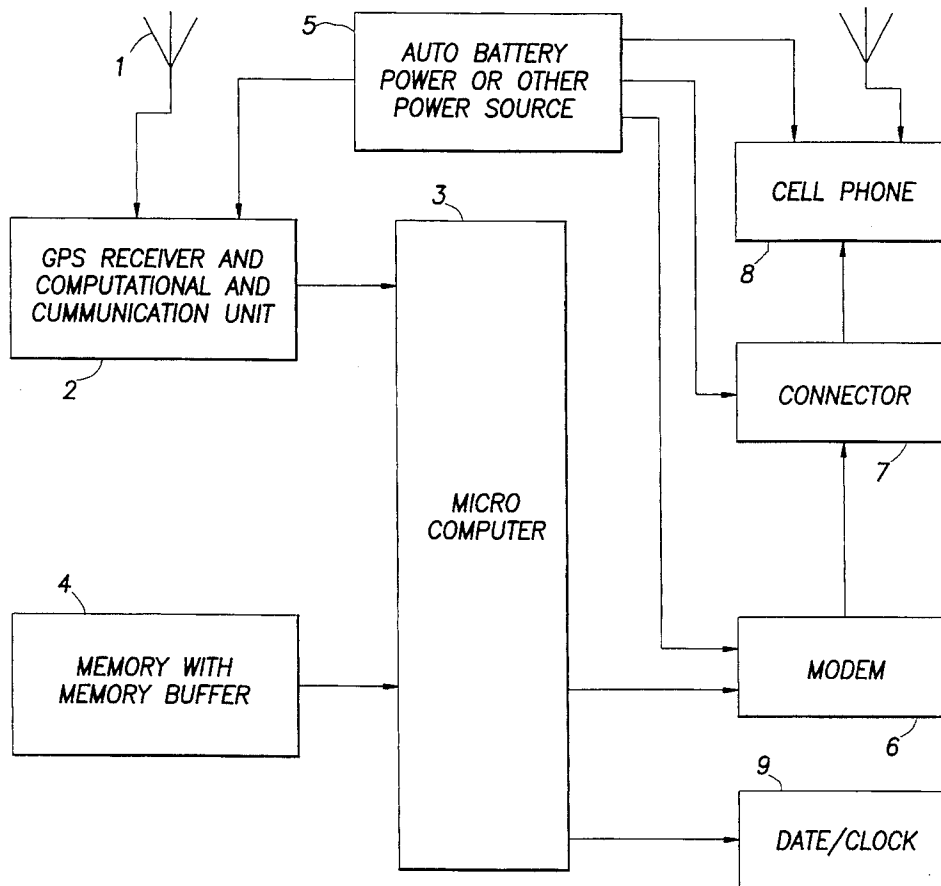 1
5
AUTO BATTERY
POWER OR OTHER
POWER SOURCE
CELL PHONE
8
3
GPS RECEIVER AND
COMPUTATIONAL AND
CUMMUNICATION UNIT
2
CONNECTOR
7
MICRO
COMPUTER
4
MEMORY WITH
MEMORY BUFFER
MODEM
6
9
DATE/CLOCK